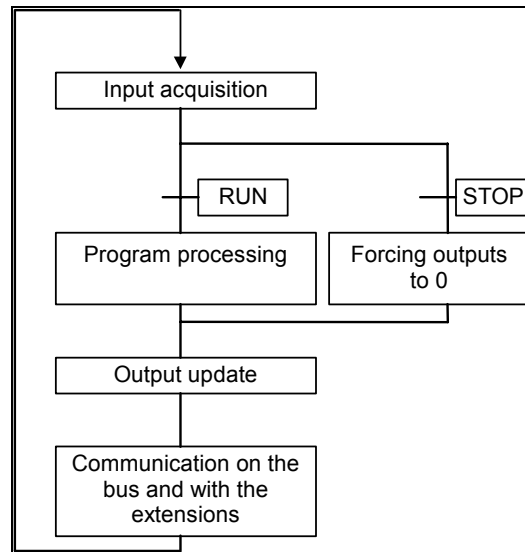 Input acquisition
RUN
STOP
Program processing
Forcing outputs
to 0
Output update
Communication on the
bus and with the
extensions